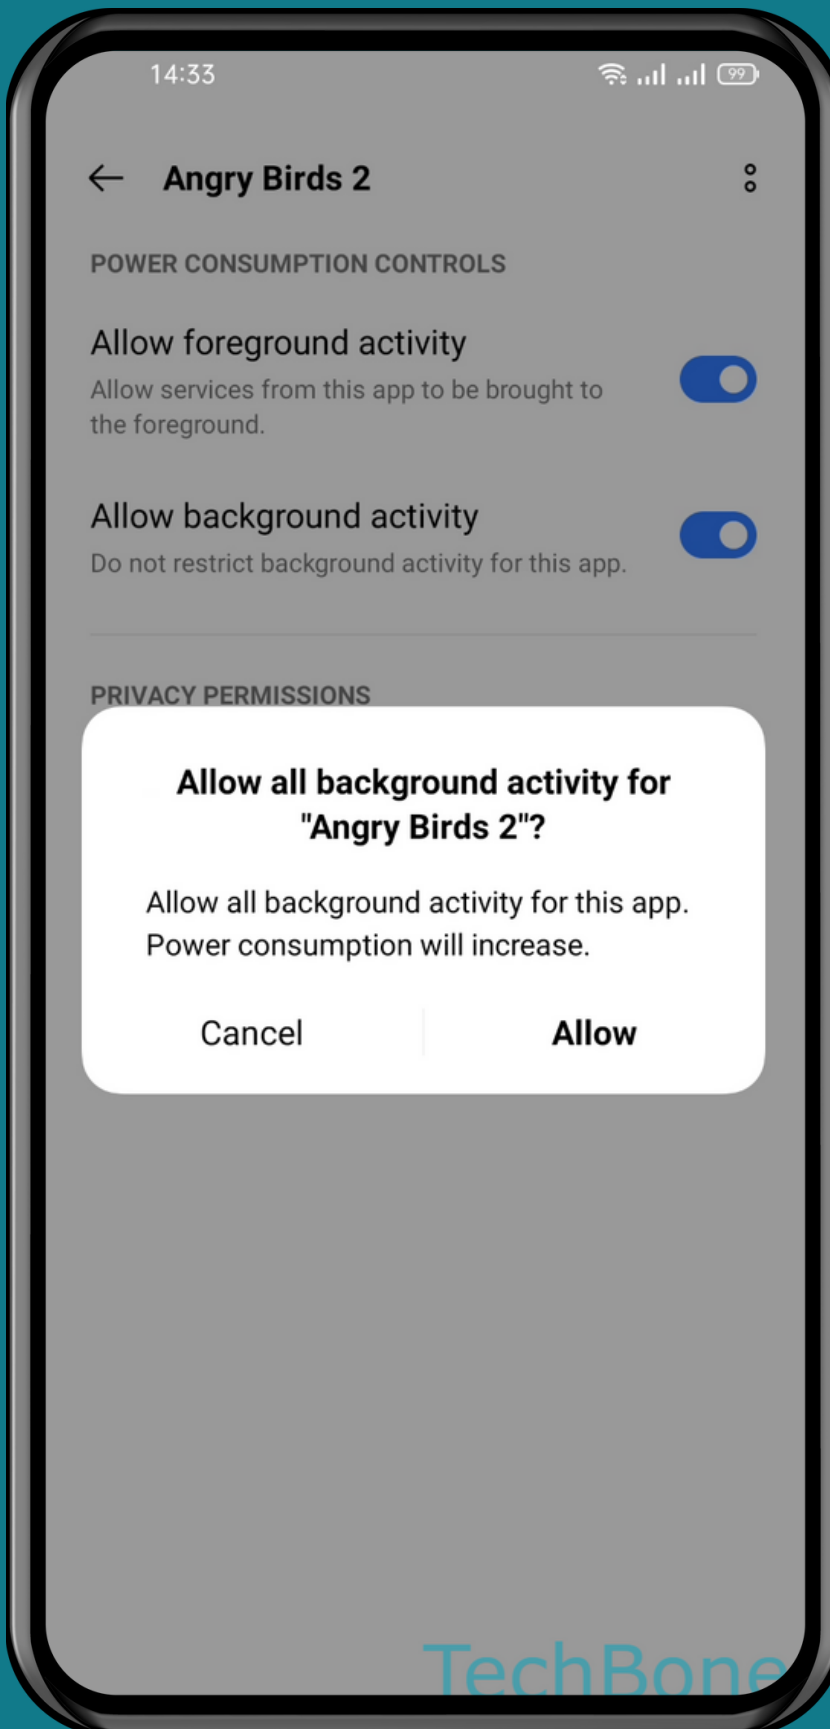 14:33
99
Angry Birds 2
POWER CONSUMPTION CONTROLS
Allow foreground activity
Allow services from this app to be brought to
the foreground.
Allow background activity
Do not restrict background activity for this app.
PRIVACY PERMISSIONS
Allow all background activity for
"Angry Birds 2"?
Allow all background activity for this app.
Power consumption will increase.
Cancel
Allow
TechBone